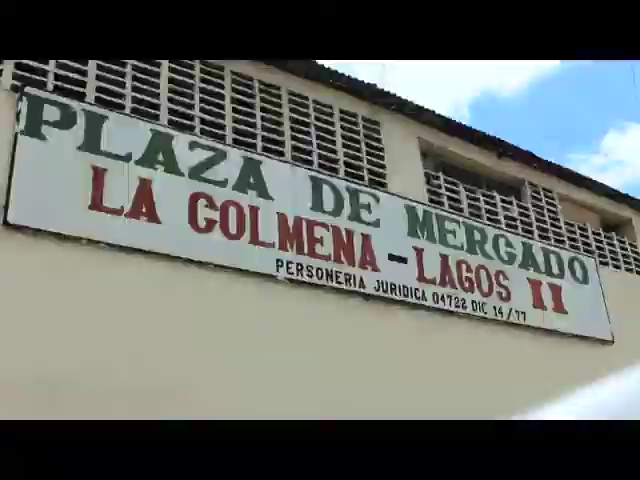 PLAZA DE MERCADO
LA COLMENA - LAGOS II
PERSONERIA JURIDICA 04722 DIC 14/77